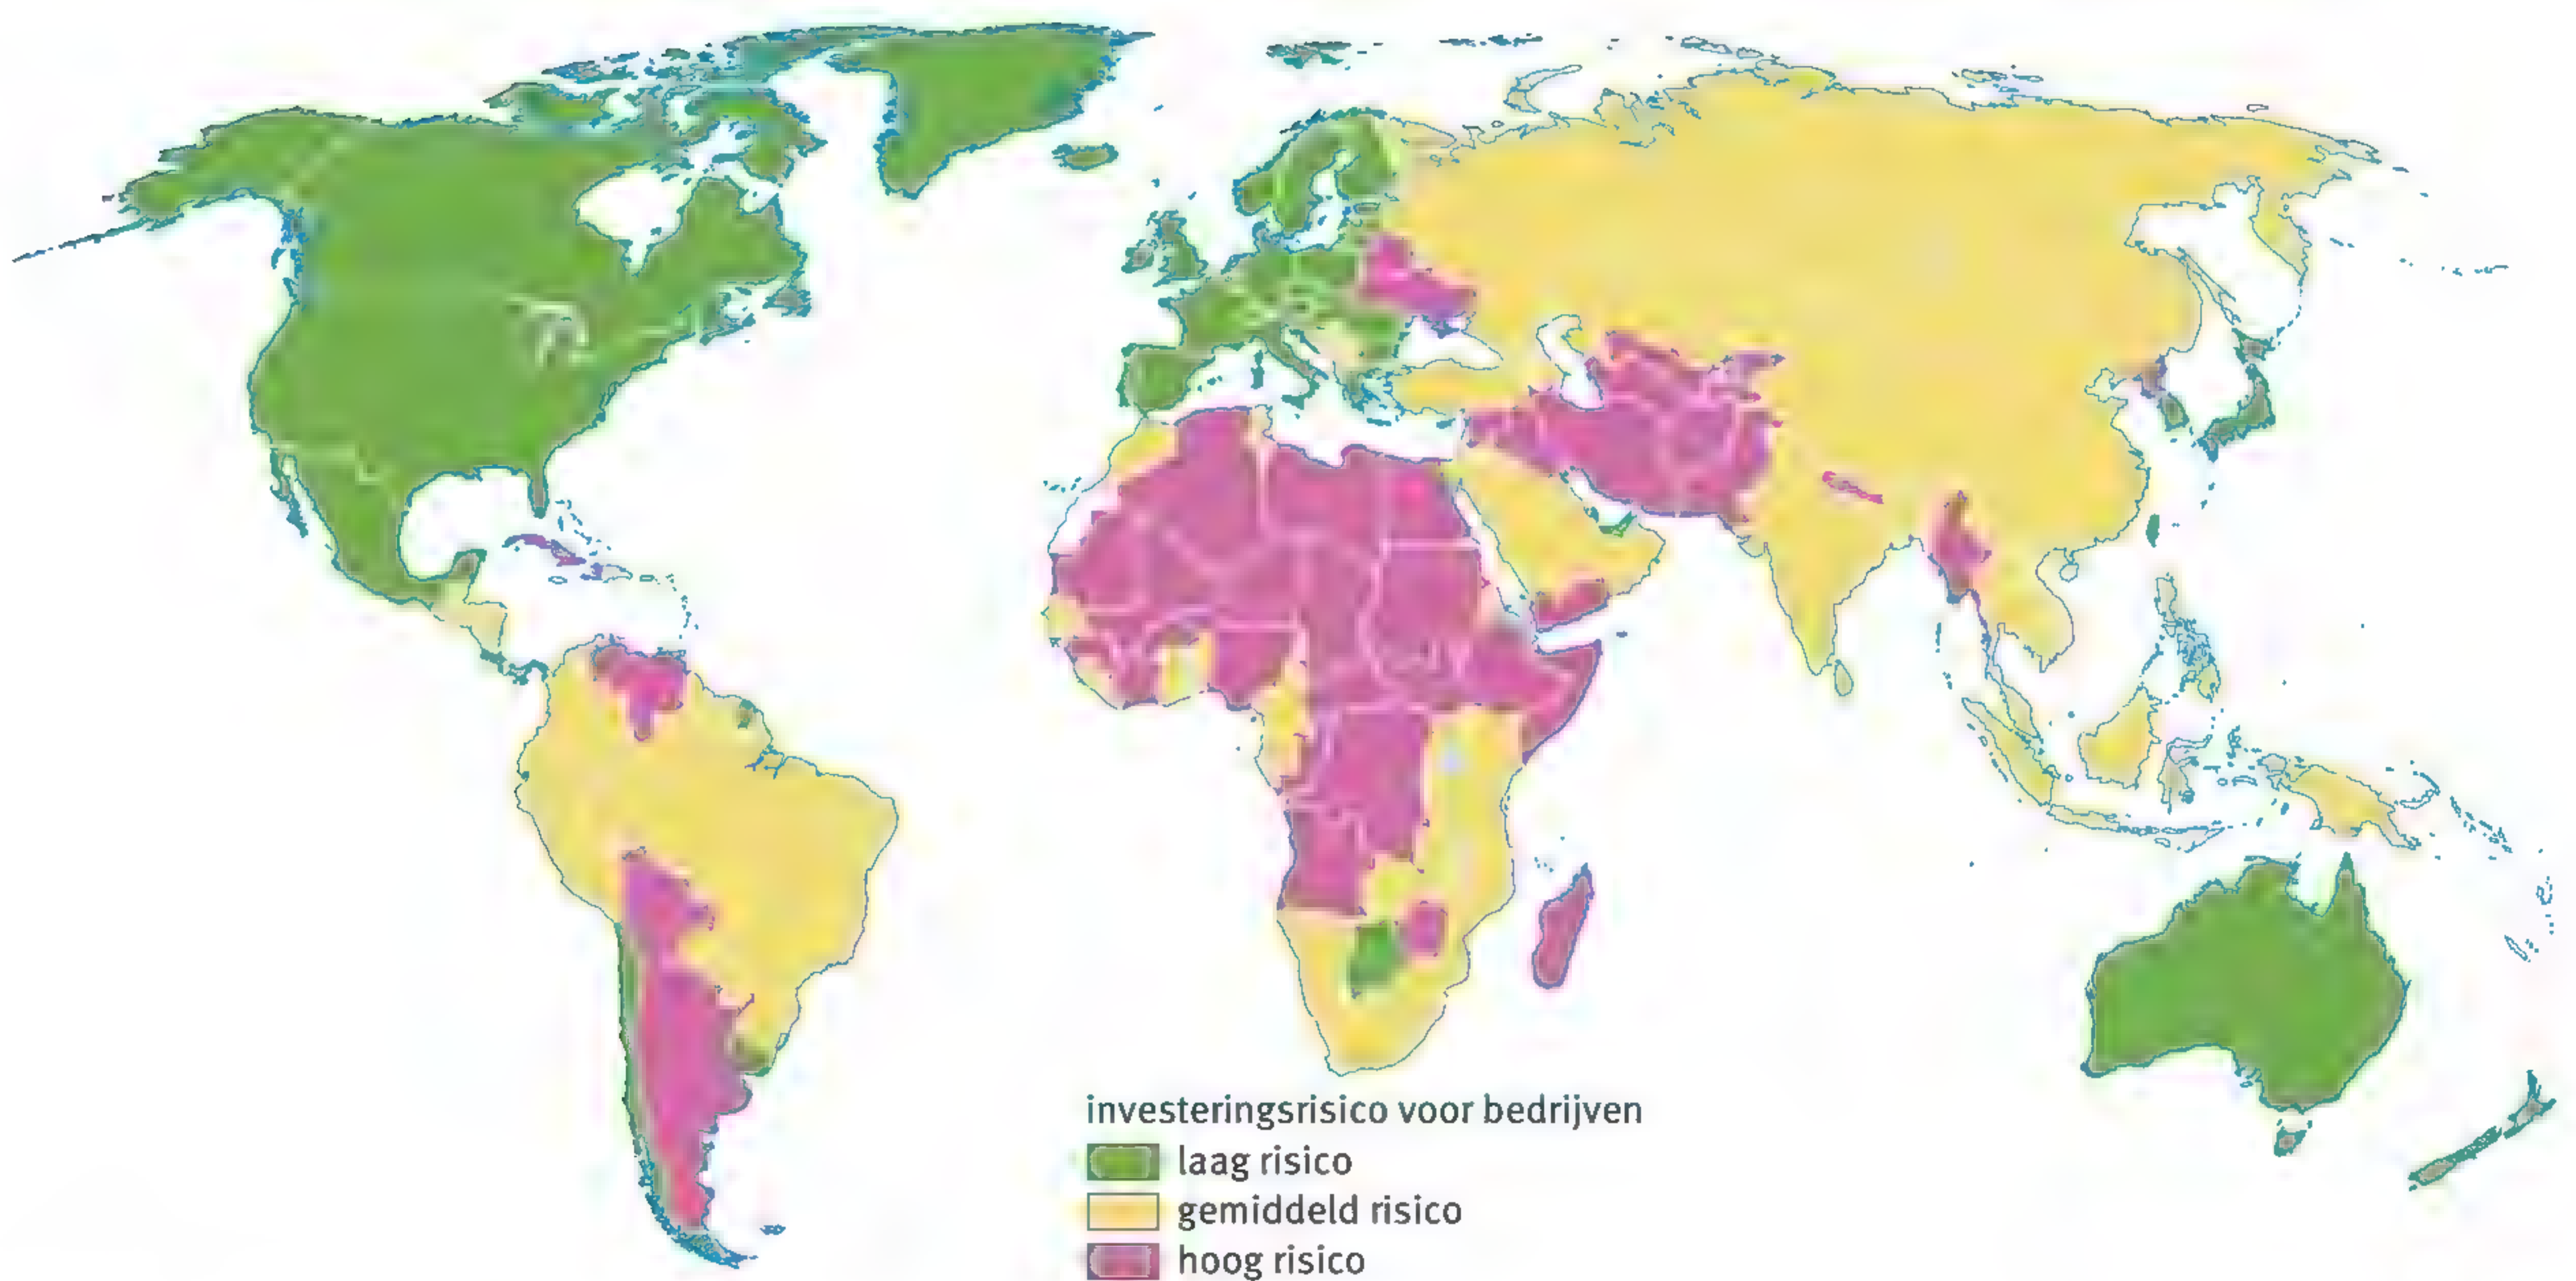 investeringsrisico voor bedrijven
laag risico
gemiddeld risico
hoog risico